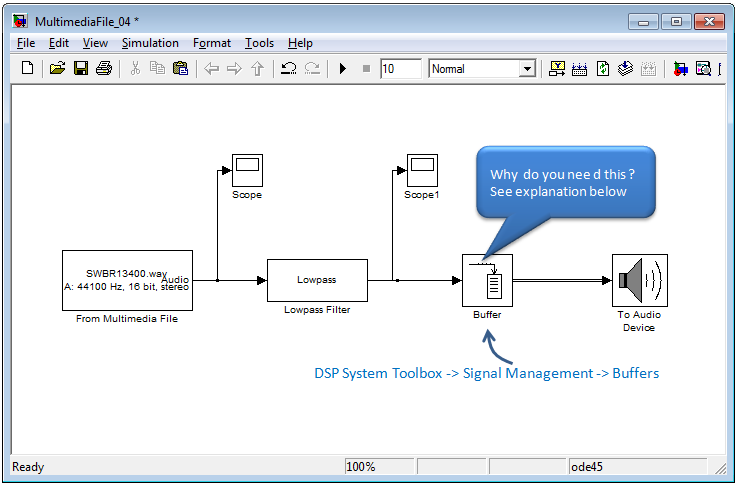 MultimediaFile_04 *
File Edit View Simulation Format Tools Help
10 Normal
Why do you nee d this ?
See explanation below
Scope
Scope1
SWBR13400.wav
Audio
A: 44100 Hz, 16 bit, stereo
From Multimedia File
Lowpass
Lowpass Filter
Buffer
To Audio
Device
DSP System Toolbox -> Signal Management -> Buffers
Ready 100% ode45